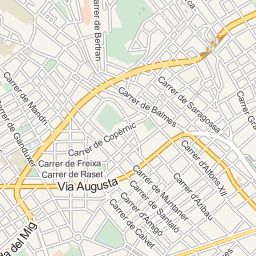 Carrer de Bertran
Carrer de Mandri
Carrer de Ganduxer
Carrer de Balmes
Carrer de Saragossa
Carrer de Copèrnic
Carrer de Freixa
Carrer de Raset
Via Augusta
Carrer d'Alfons XII
Carrer de Muntaner
Carrer d'Aribau
Carrer de Santaló
Carrer d'Amigó
Carrer de Calvet
del Mig